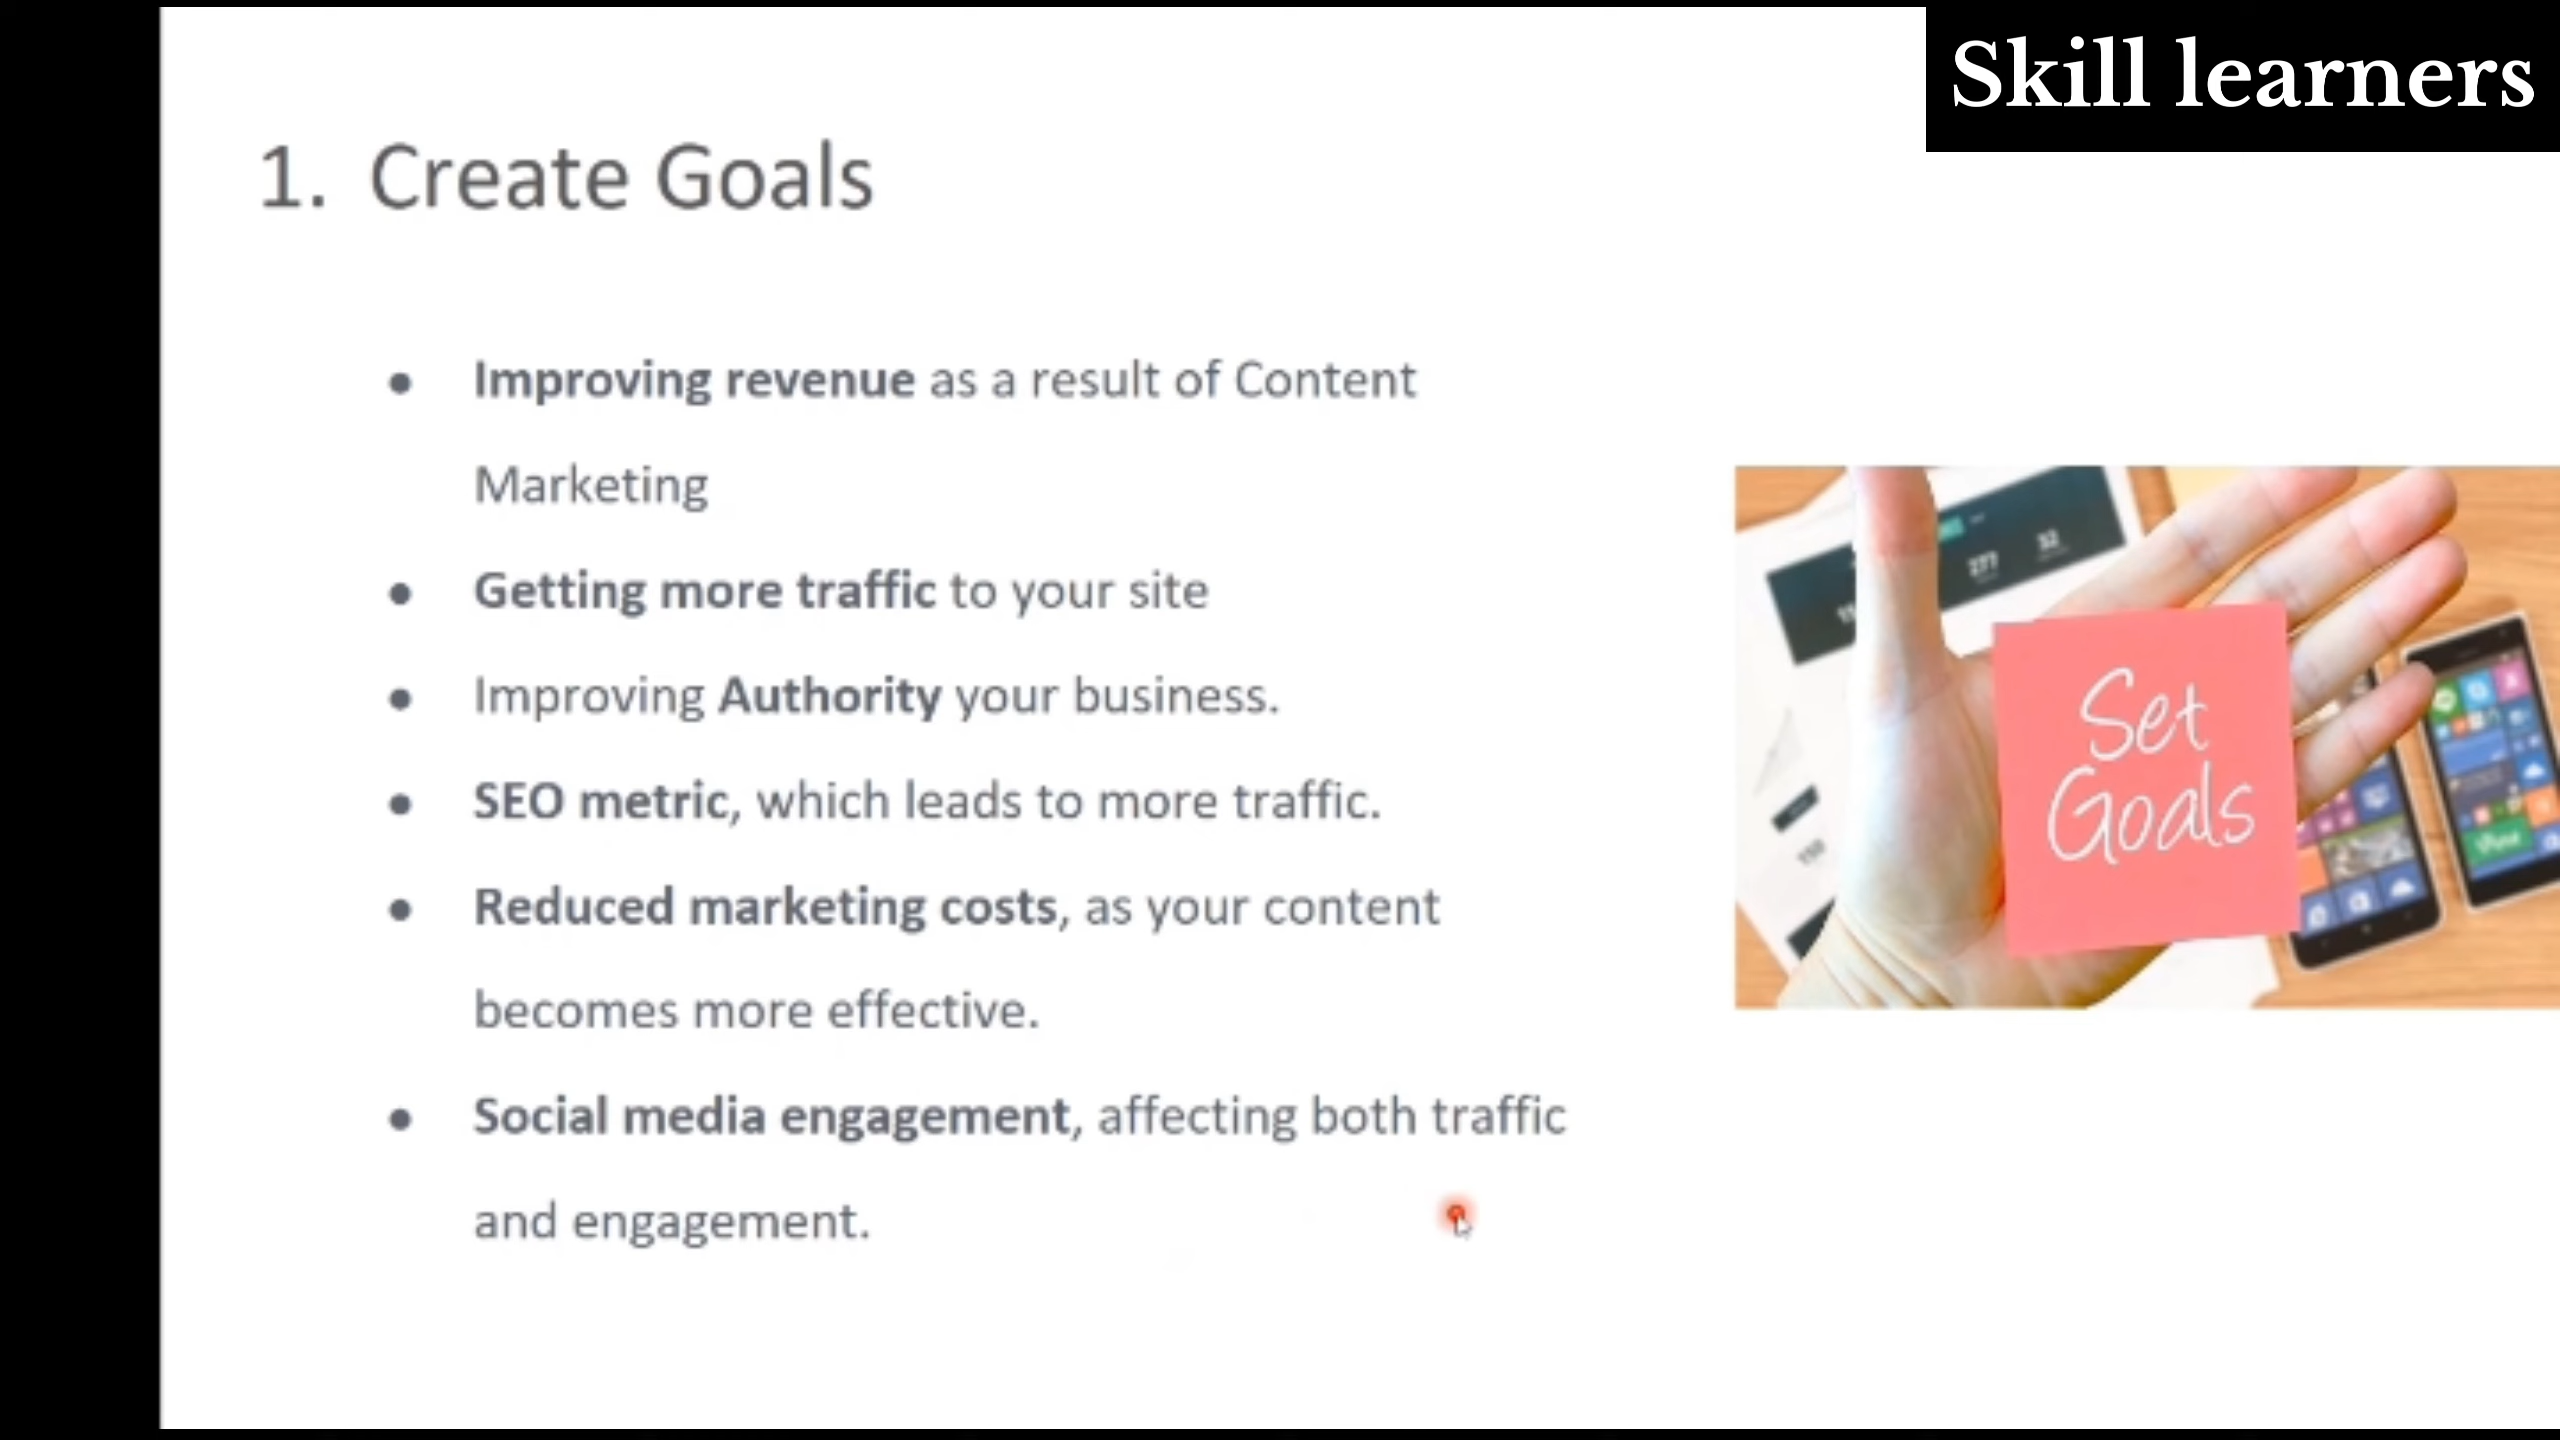 Skill learners
1. Create Goals
● Improving revenue as a result of Content
Marketing
● Getting more traffic to your site
● Improving Authority your business.
● SEO metric, which leads to more traffic.
● Reduced marketing costs, as your content
becomes more effective.
● Social media engagement, affecting both traffic
and engagement.
Set
Goals